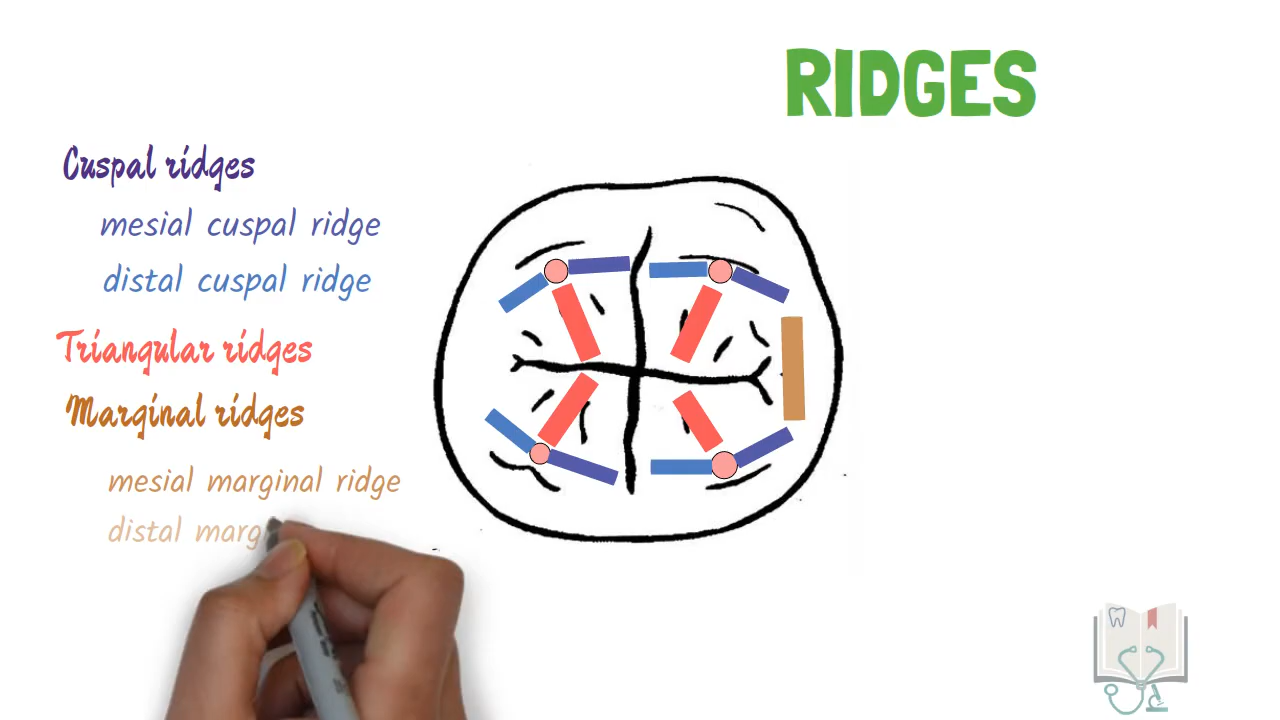 RIDGES
Cuspal ridges
mesial cuspal ridge
distal cuspal ridge
Triangular ridges
Marginal ridges
mesial marginal ridge
distal marg